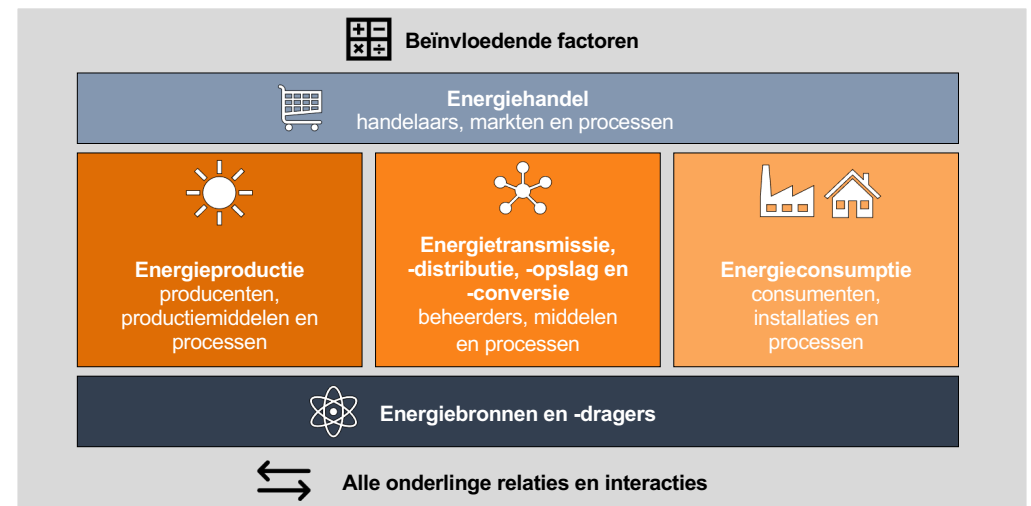 Beïnvloedende factoren
Energiehandel
handelaars, markten en processen
Energieproductie
producenten,
productiemiddelen en
processen
Energietransmissie,
-distributie, -opslag en
-conversie
beheerders, middelen
en processen
Energieconsumptie
consumenten,
installaties en
processen
Energiebronnen en -dragers
Alle onderlinge relaties en interacties